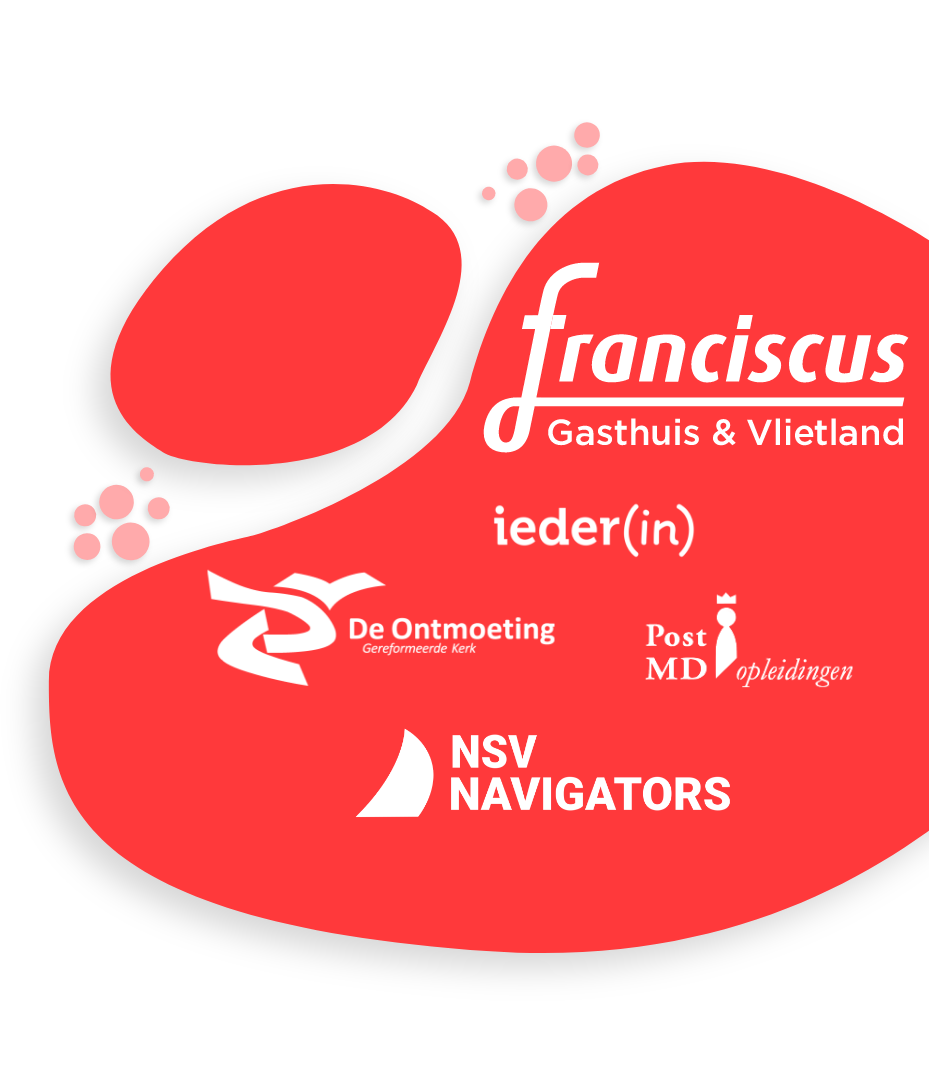 franciscus
Gasthuis & Vlietland
ieder(in)
De Ontmoeting
Gereformeerde Kerk
Post
MD opleidingen
NSV
NAVIGATORS